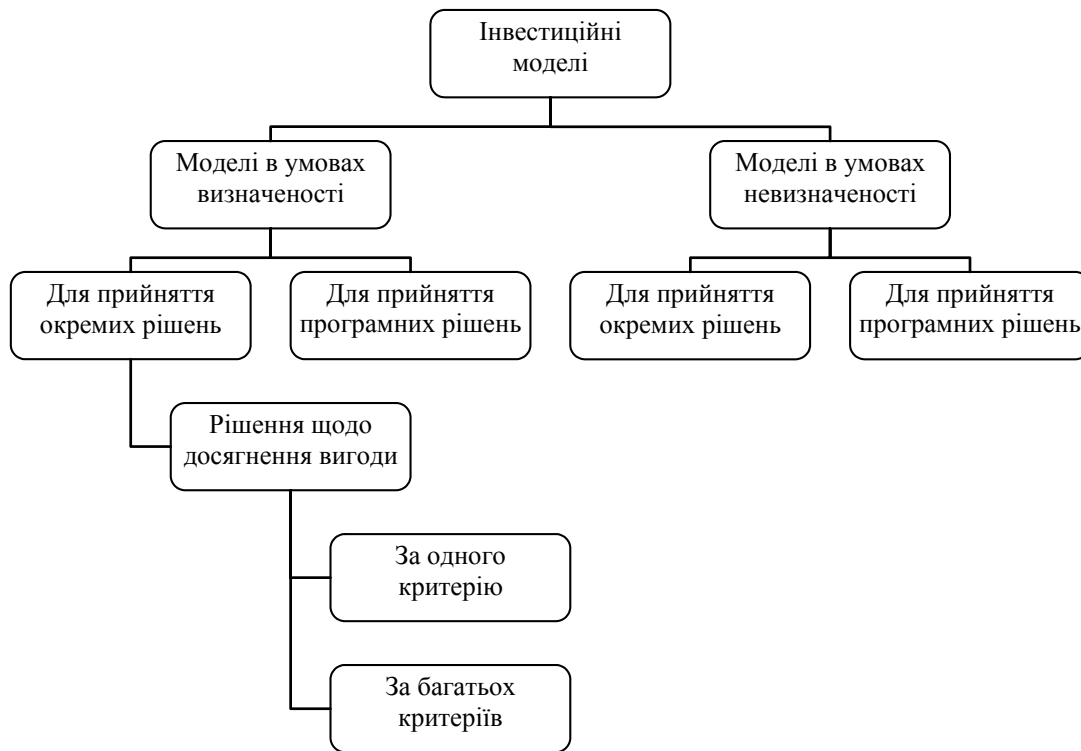 Інвестиційні
моделі
Моделі в умовах
визначеності
Моделі в умовах
невизначеності
Для прийняття
окремих рішень
Для прийняття
програмних рішень
Для прийняття
окремих рішень
Для прийняття
програмних рішень
Рішення щодо
досягнення вигоди
За одного
критерію
За багатьох
критеріїв